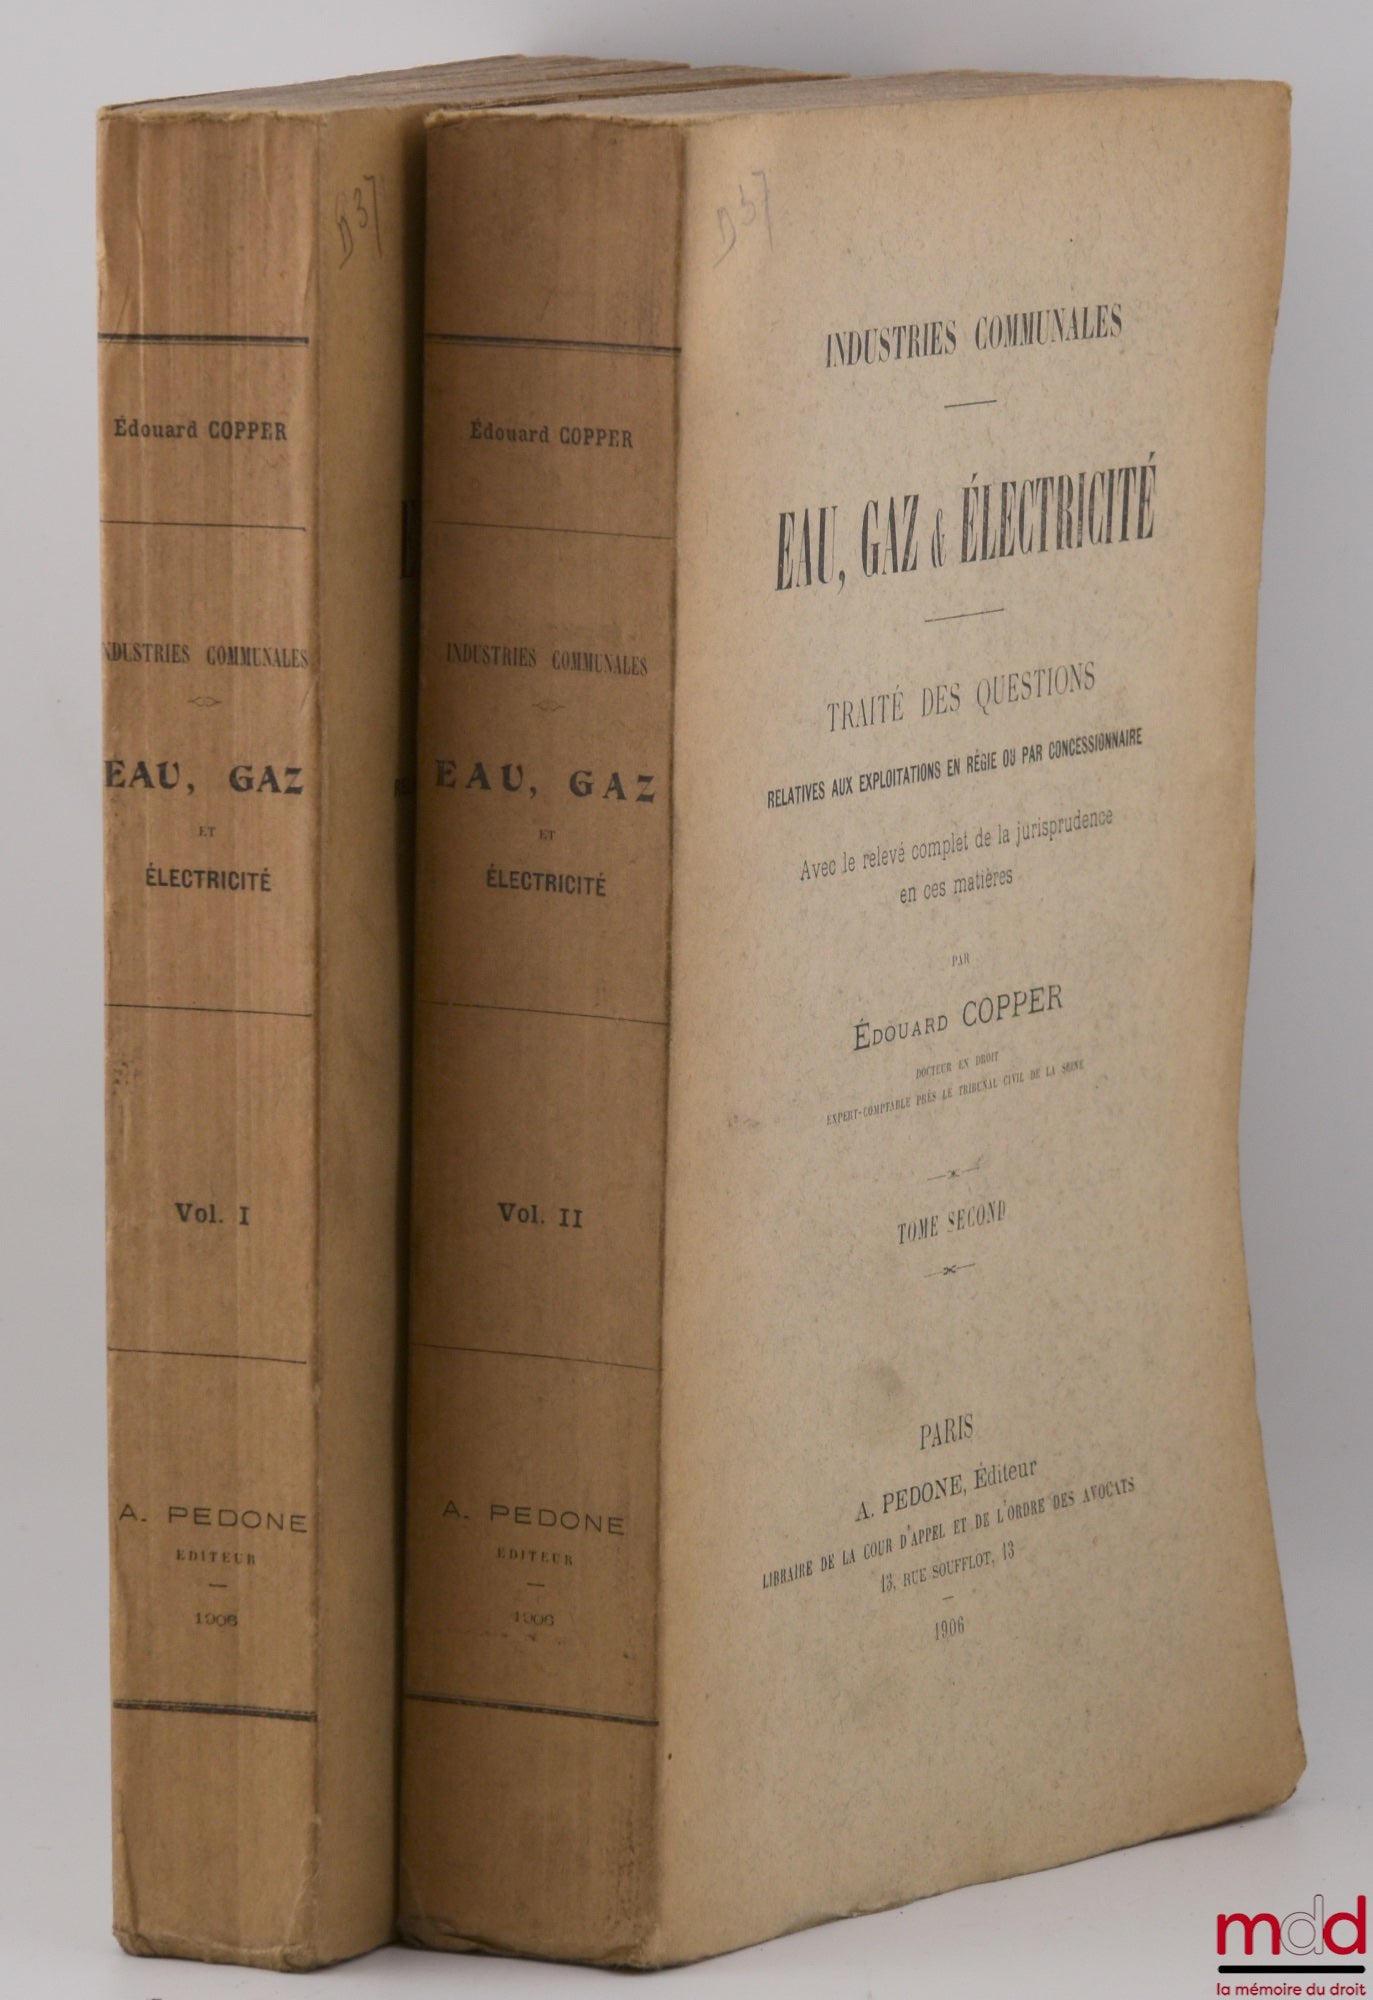 Édouard COPPER
INDUSTRIES COMMUNALES
EAU, GAZ
ET
ÉLECTRICITÉ
Vol. I
A. PEDONE
EDITEUR
1906
Édouard COPPER
INDUSTRIES COMMUNALES
EAU, GAZ
ET
ÉLECTRICITÉ
Vol. II
A. PEDONE
EDITEUR
1906
INDUSTRIES COMMUNALES
EAU, GAZ & ÉLECTRICITÉ
TRAITÉ DES QUESTIONS
RELATIVES AUX EXPLOITATIONS EN RÉGIE OU PAR CONCESSIONNAIRE
Avec le relevé complet de la jurisprudence
en ces matières
PAR
ÉDOUARD COPPER
DOCTEUR EN DROIT
EXPERT-COMPTABLE PRÈS LE TRIBUNAL CIVIL DE LA SEINE
TOME SECOND
PARIS
A. PEDONE, Éditeur
LIBRAIRE DE LA COUR D'APPEL ET DE L'ORDRE DES AVOCATS
13, RUE SOUFFLOT, 13
1906
mdd
la mémoire du droit